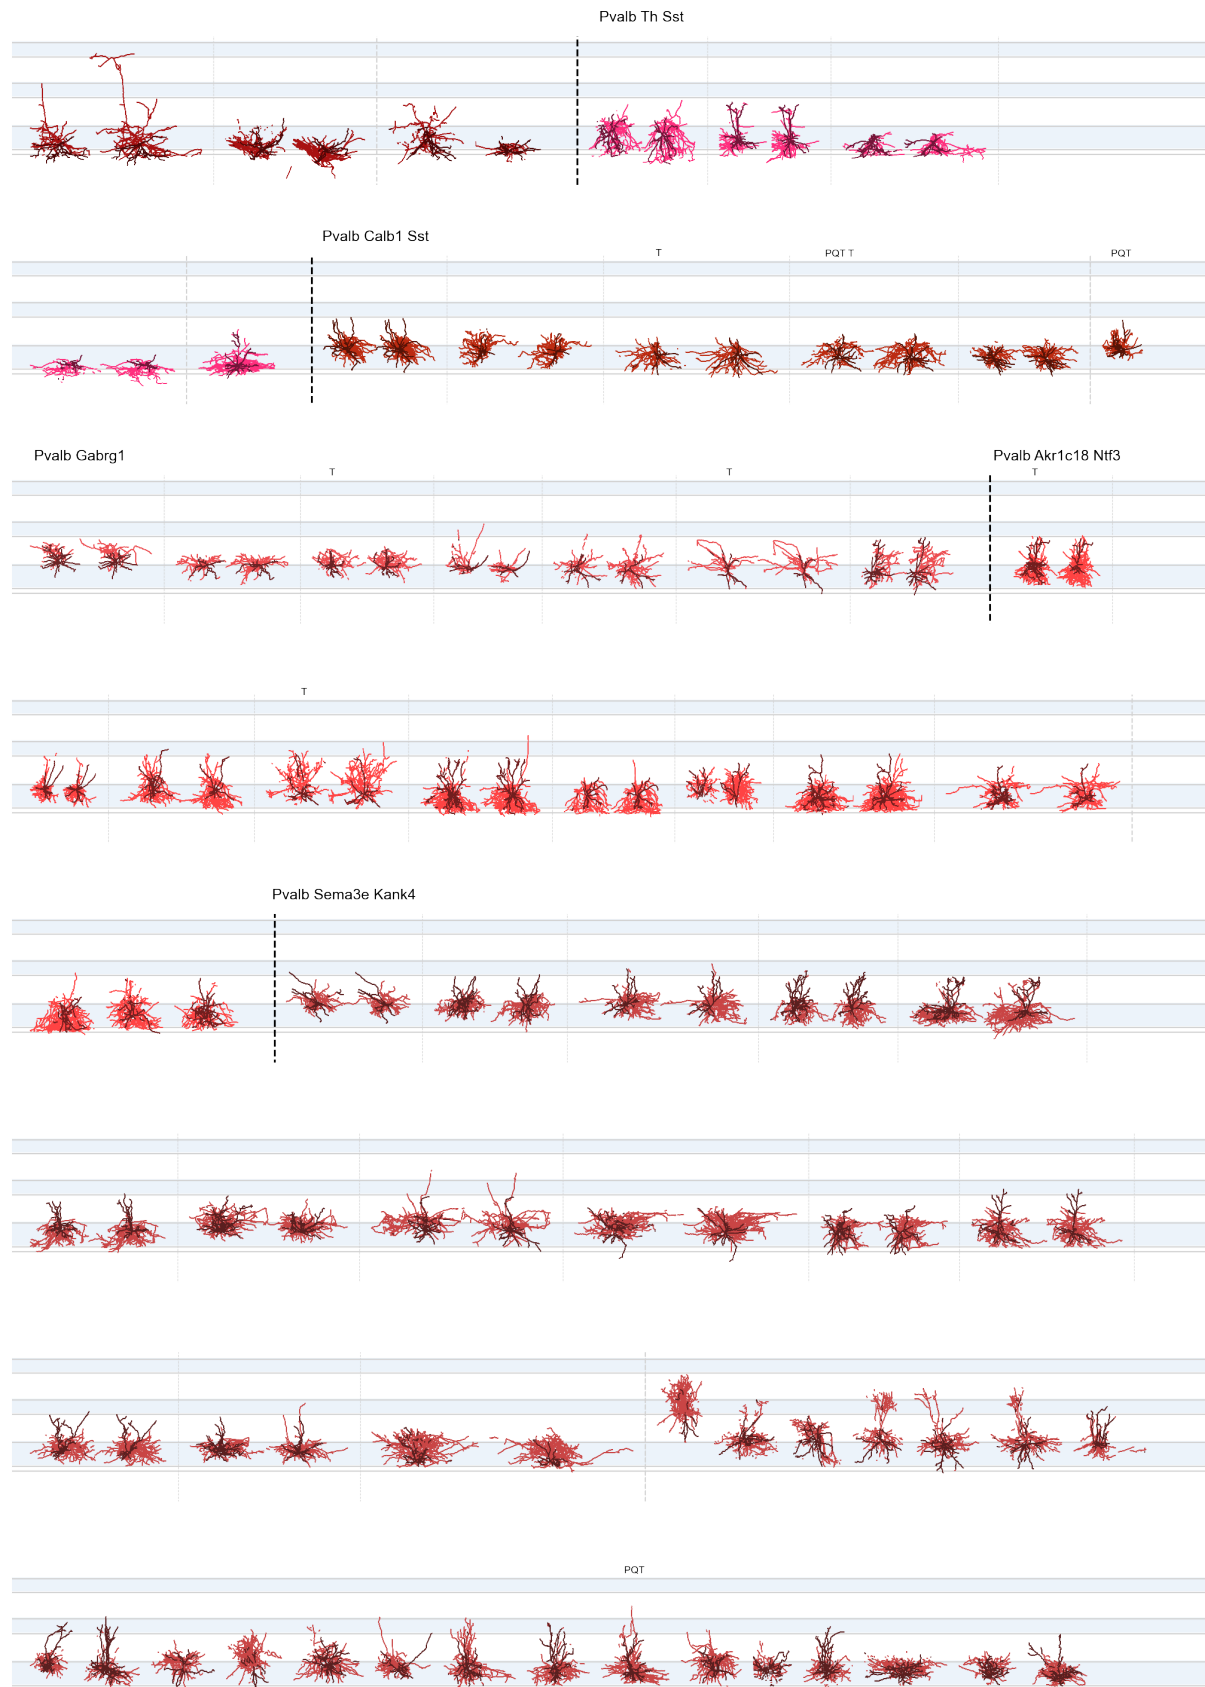 Pvalb Th Sst
Pvalb Calb1 Sst
T
PQT T
PQT
Pvalb Gabrg1
Pvalb Akr1c18 Ntf3
T
T
T
T
Pvalb Sema3e Kank4
PQT